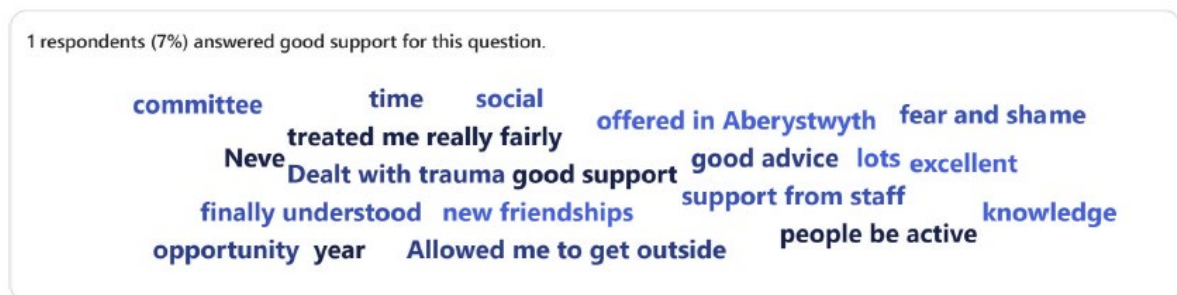 1 respondents (7%) answered good support for this question.
committee time social
offered in Aberystwyth fear and shame
treated me really fairly
Neve Dealt with trauma good support good advice lots excellent
support from staff
finally understood new friendships knowledge
people be active
opportunity year Allowed me to get outside